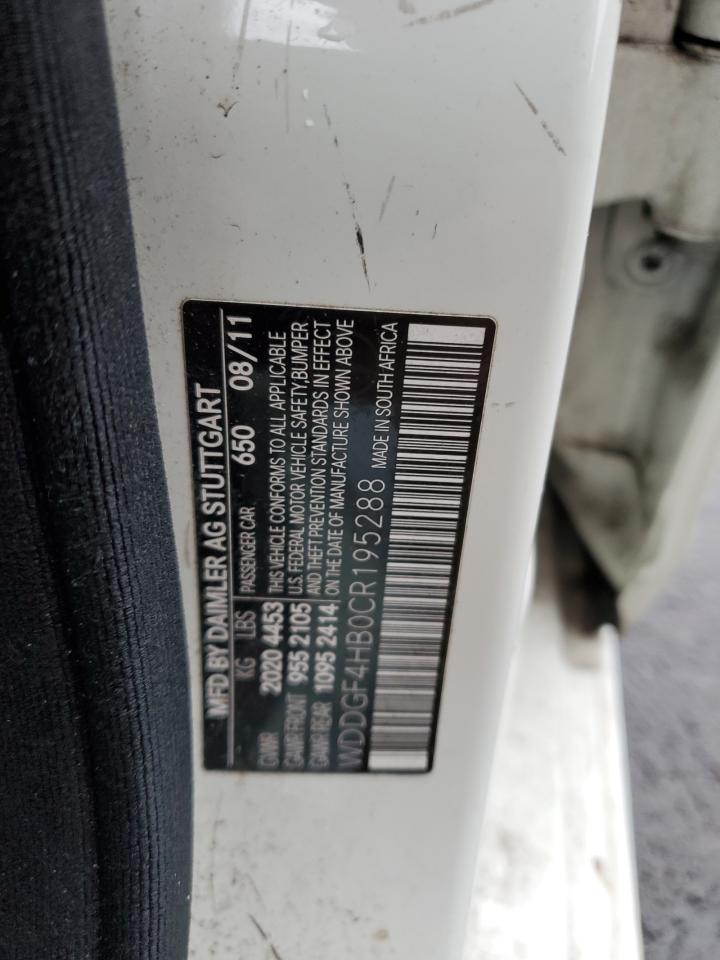 MFD BY DAIMLER AG STUTTGART
KG LBS PASSENGER CAR 650 08/11
GVWR 2020 4453 THIS VEHICLE CONFORMS TO ALL APPLICABLE
GAWR FRONT 955 2105 U.S. FEDERAL MOTOR VEHICLE SAFETY,BUMPER
GAWR REAR 1095 2414 AND THEFT PREVENTION STANDARDS IN EFFECT
ON THE DATE OF MANUFACTURE SHOWN ABOVE
WDDGF4HB0CR195288 MADE IN SOUTH AFRICA